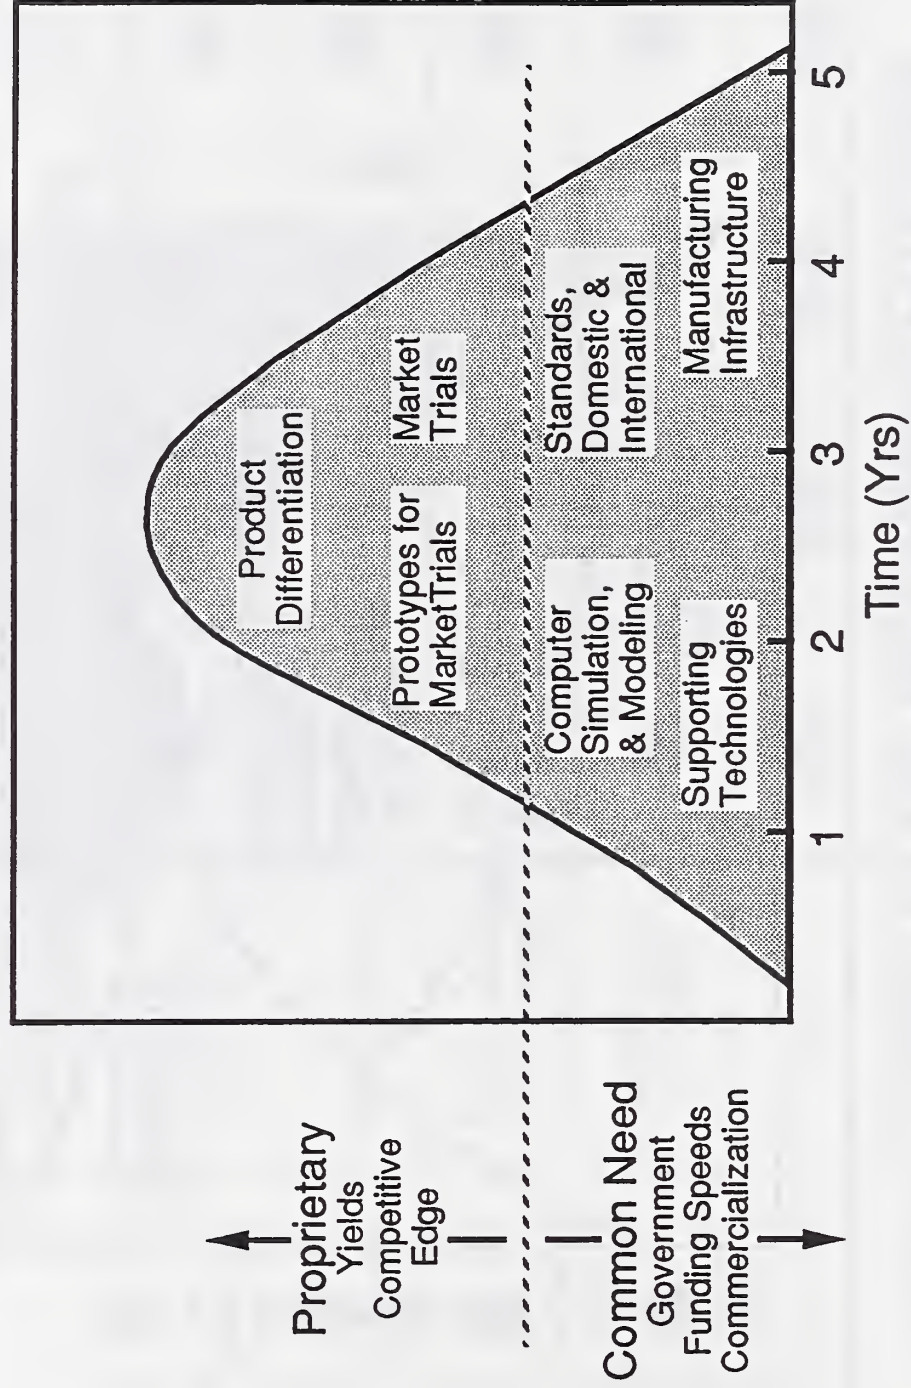 Proprietary
Yields
Competitive
Edge
Common Need
Government
Funding Speeds
Commercialization
Product
Differentiation
Prototypes for
MarketTrials
Market
Trials
Computer
Simulation,
& Modeling
Standards,
Domestic &
International
Supporting
Technologies
Manufacturing
Infrastructure
1
2
3
4
5
Time (Yrs)